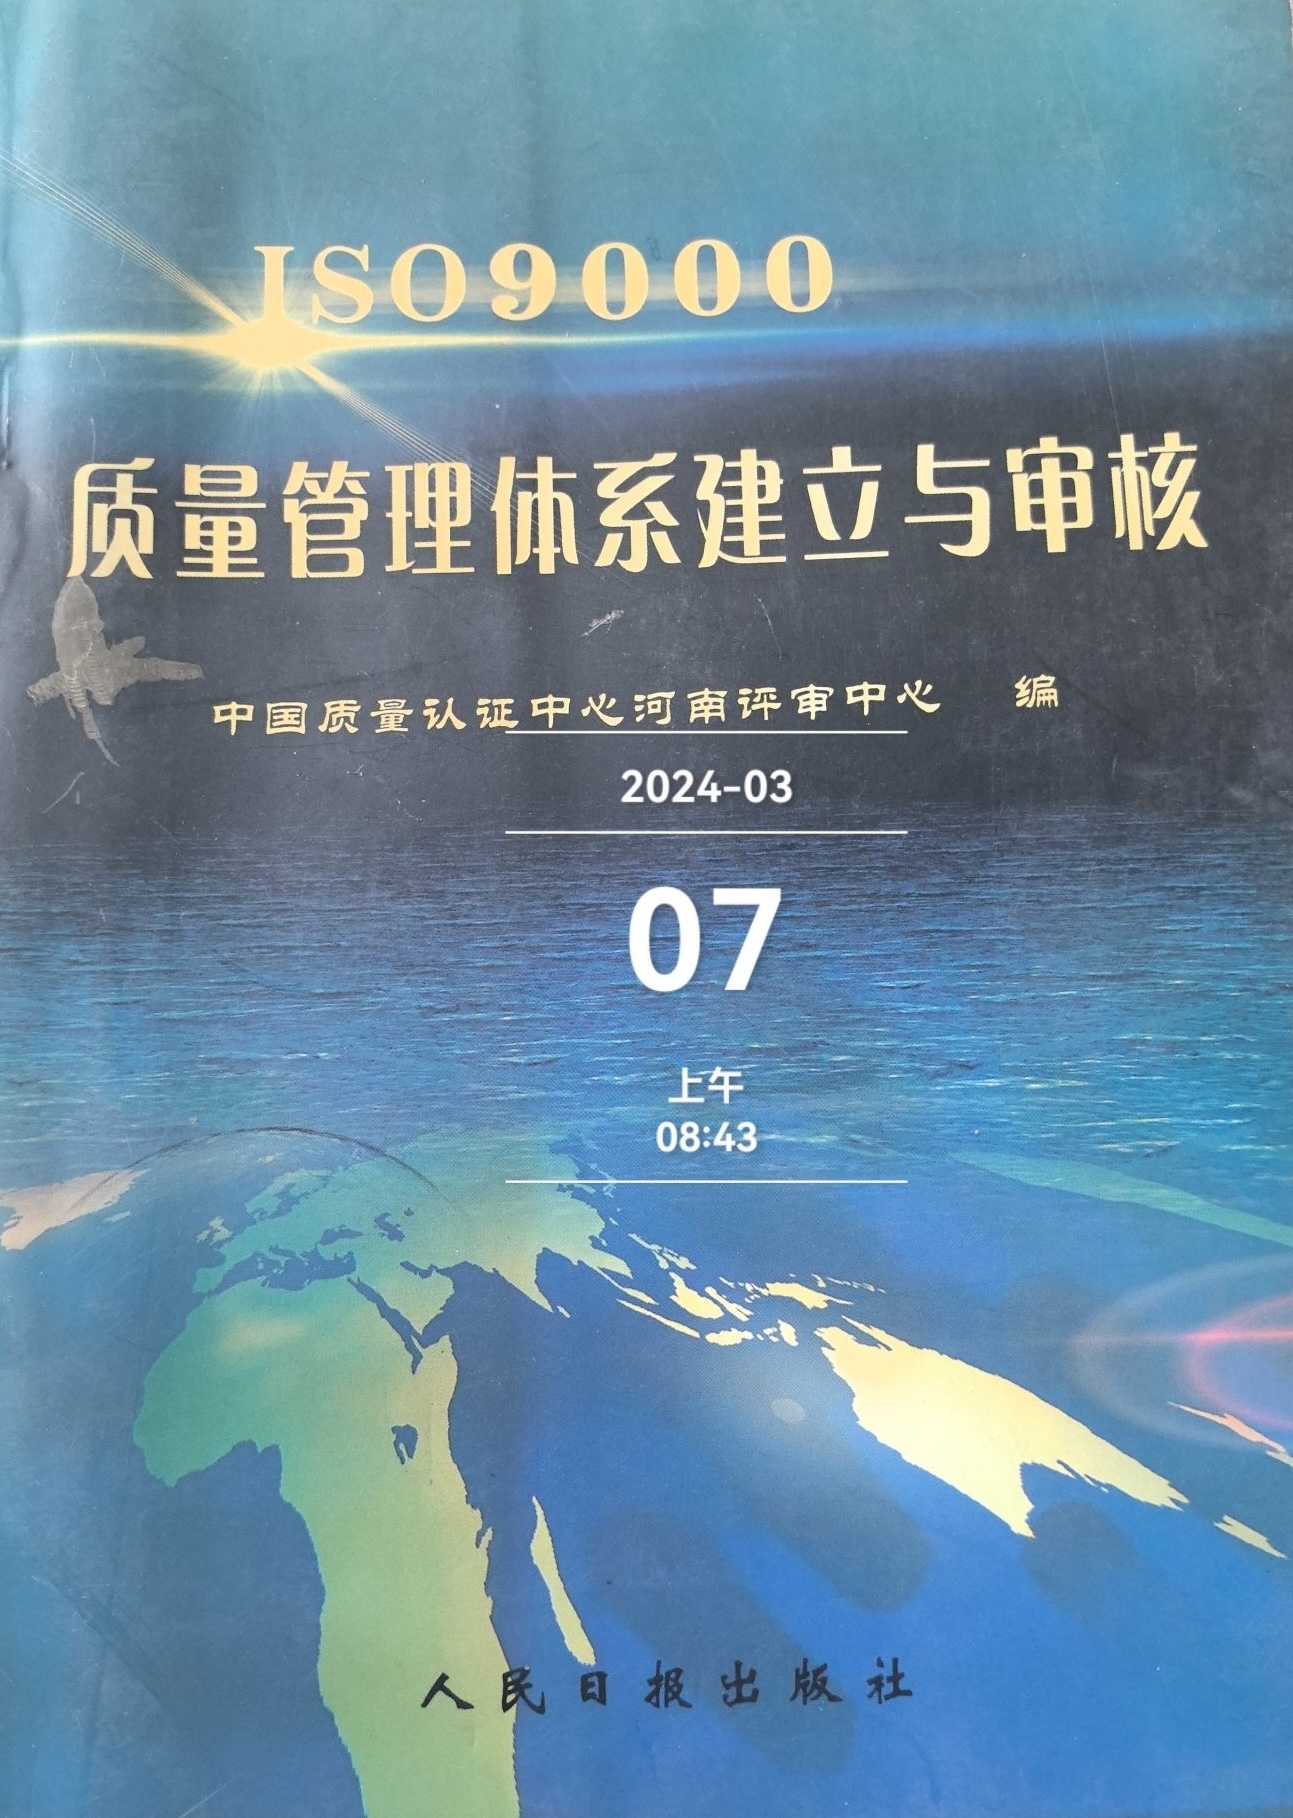 ISO9000
质量管理体系建立与审核
中国质量认证中心河南评审中心 编
2024-03
07
上午
08:43
人民日报出版社